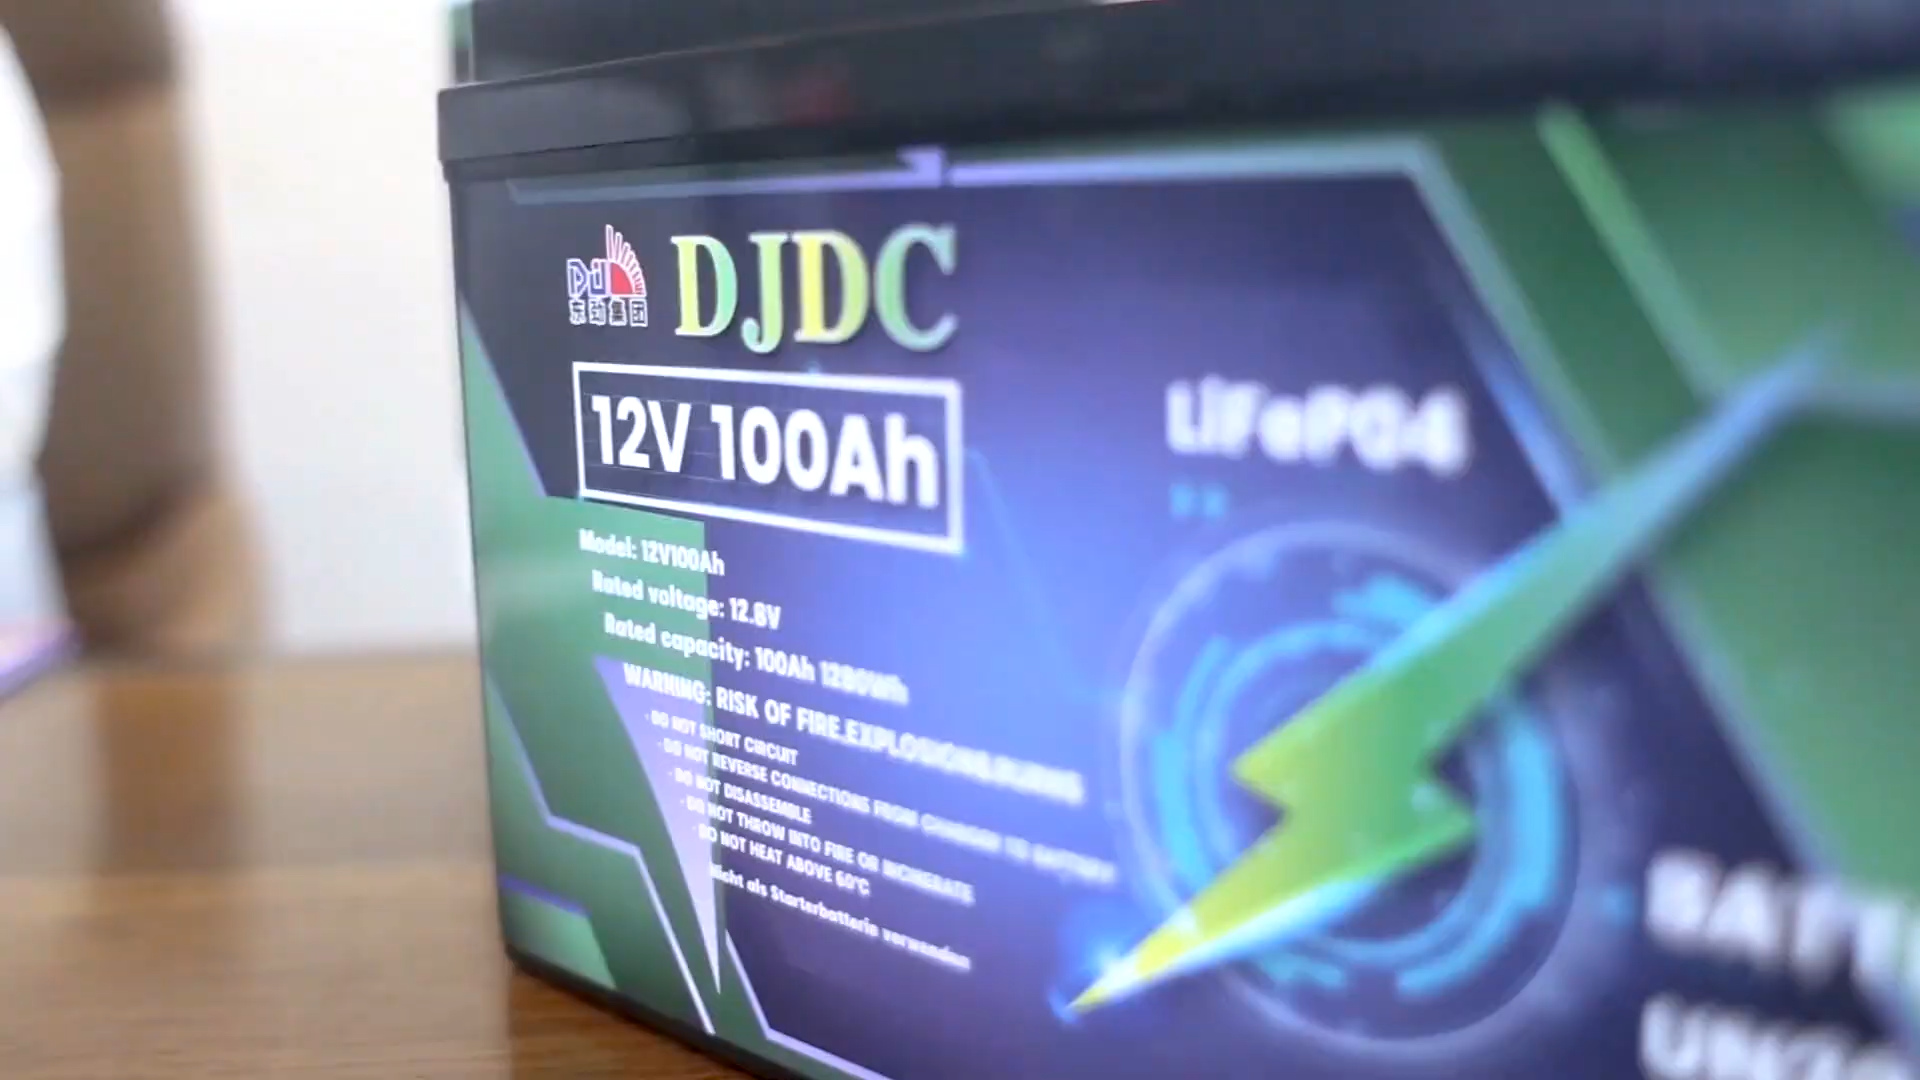 DJ
东劲集团
DJDC
12V 100Ah
Model: 12V100Ah
Rated voltage: 12.8V
Rated capacity: 100Ah 1280Wh
WARNING: RISK OF FIRE,EXPLOSIONS,BURNS
· DO NOT SHORT CIRCUIT
· DO NOT REVERSE CONNECTIONS FROM CHARGER TO BATTERY
· DO NOT DISASSEMBLE
· DO NOT THROW INTO FIRE OR INCINERATE
· DO NOT HEAT ABOVE 60℃
Nicht als Starterbatterie verwenden
LiFePO4